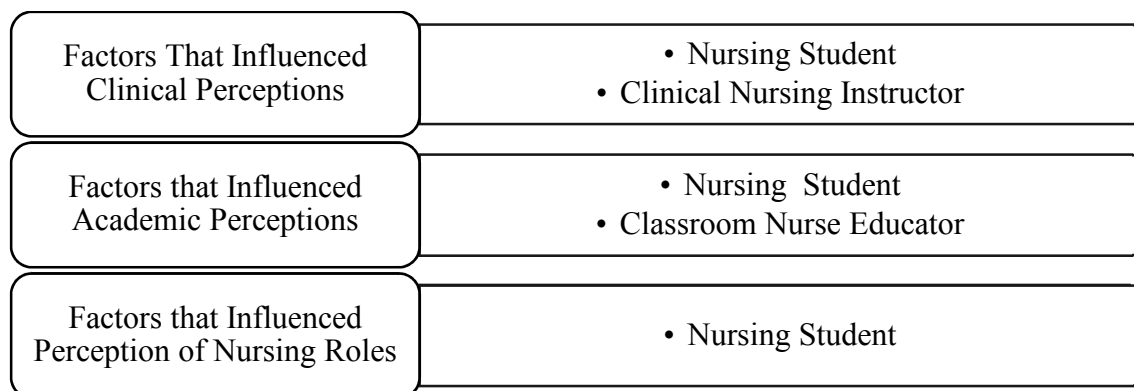 Factors That Influenced
Clinical Perceptions
• Nursing Student
• Clinical Nursing Instructor
Factors that Influenced
Academic Perceptions
• Nursing  Student
• Classroom Nurse Educator
Factors that Influenced
Perception of Nursing Roles
• Nursing Student